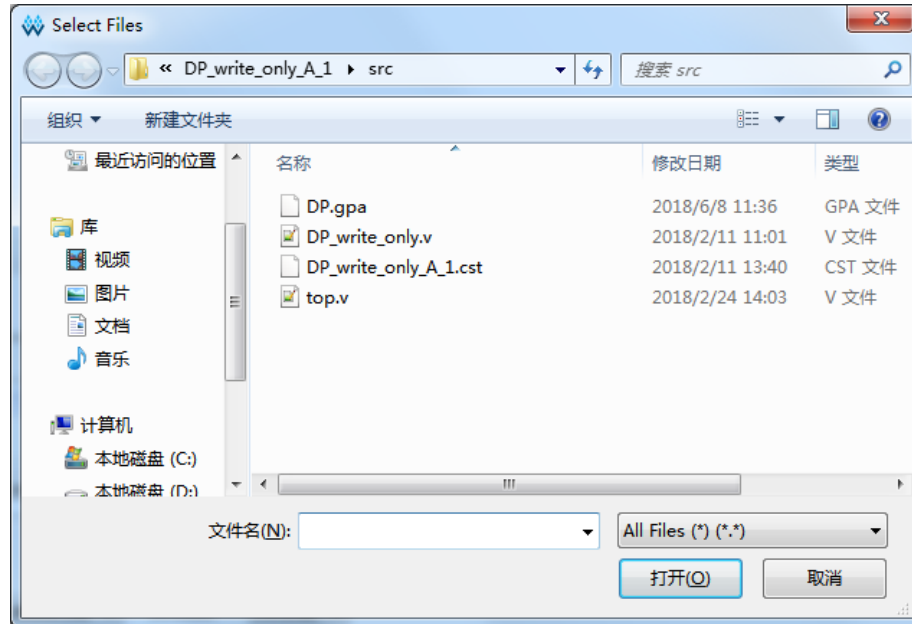 Select Files
« DP_write_only_A_1 ▸ src
搜索 src
组织 新建文件夹
最近访问的位置
库
视频
图片
文档
音乐
计算机
本地磁盘 (C:)
本地磁盘 (D:)
名称 修改日期 类型
DP.gpa 2018/6/8 11:36 GPA 文件
DP_write_only.v 2018/2/11 11:01 V 文件
DP_write_only_A_1.cst 2018/2/11 13:40 CST 文件
top.v 2018/2/24 14:03 V 文件
文件名(N): All Files (*) (*.*)
打开(O) 取消